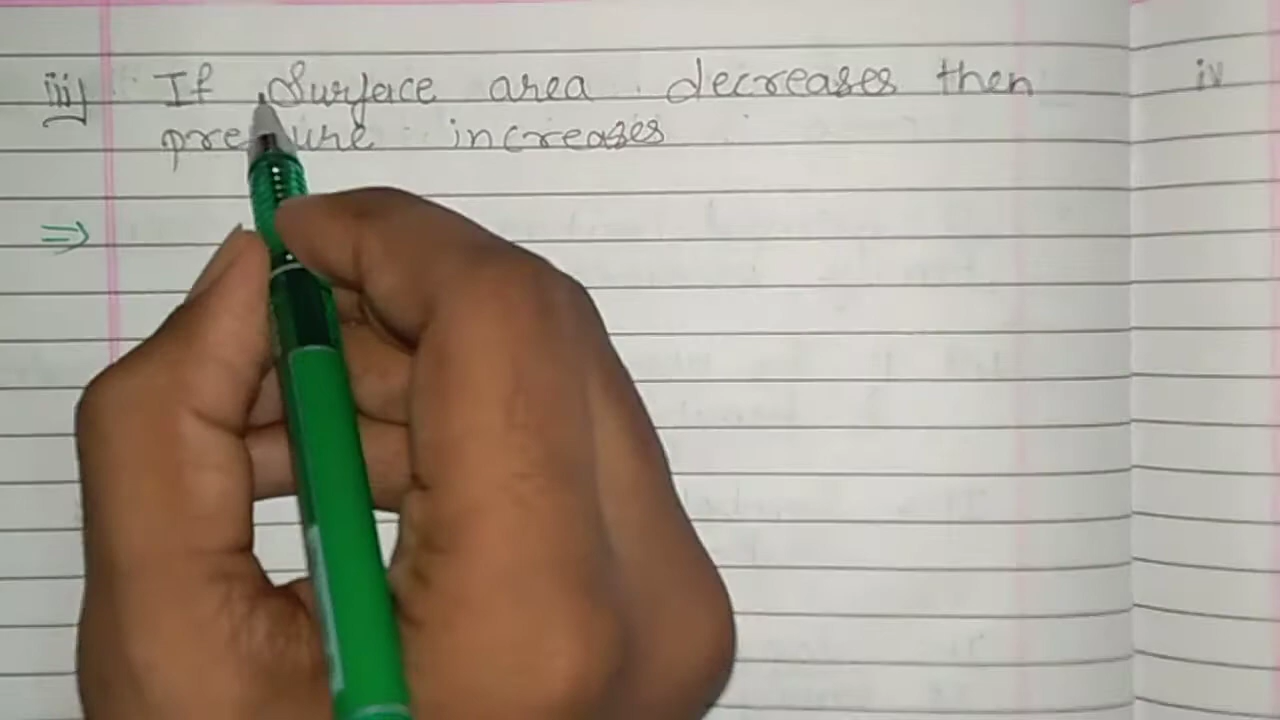 iii) If Surface area decreases then
pressure increases
⇒
iv